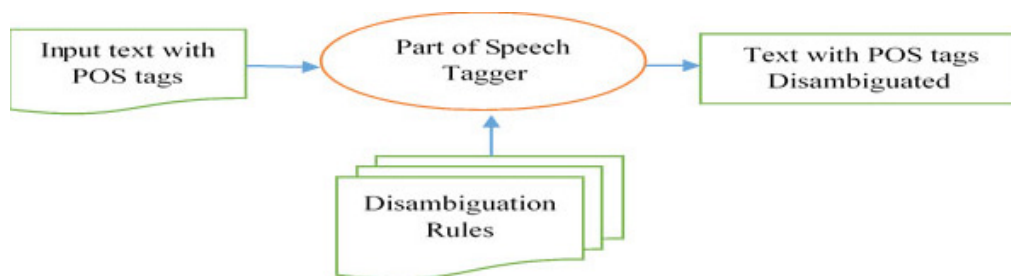 Input text with
POS tags
Part of Speech
Tagger
Text with POS tags
Disambiguated
Disambiguation
Rules